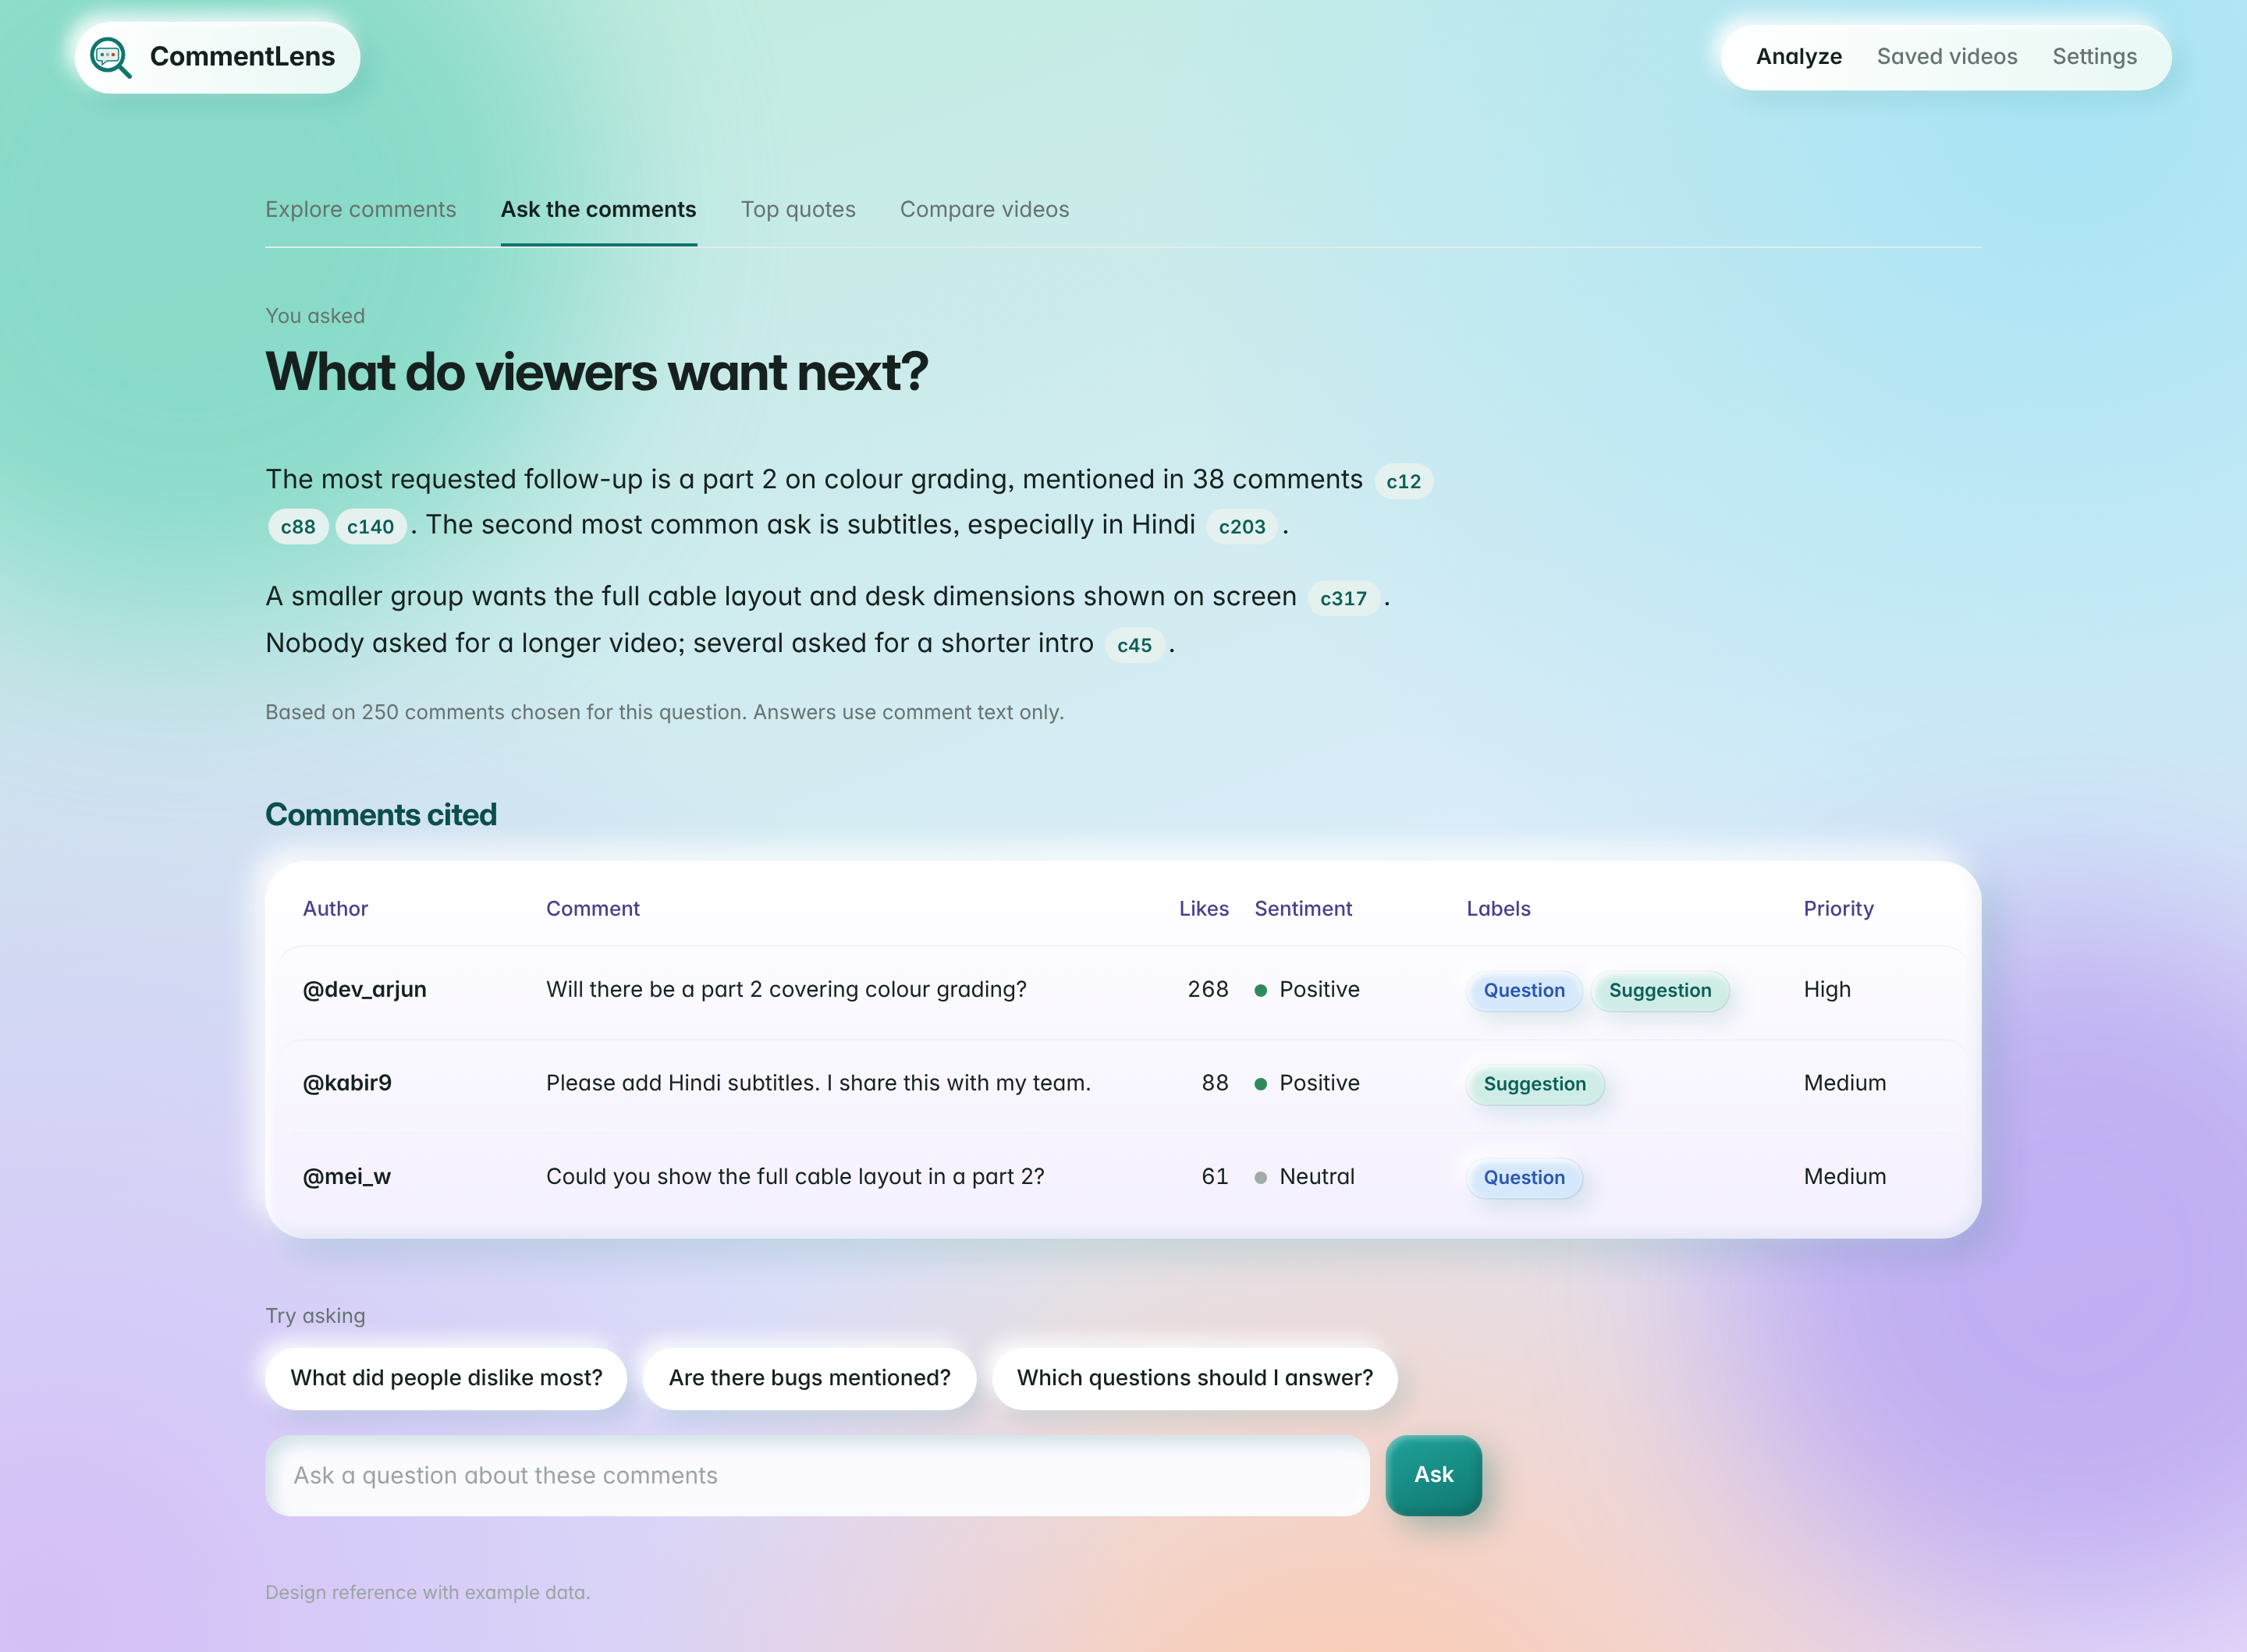 CommentLens
Analyze Saved videos Settings
Explore comments Ask the comments Top quotes Compare videos
You asked
What do viewers want next?
The most requested follow-up is a part 2 on colour grading, mentioned in 38 comments c12
c88 c140 . The second most common ask is subtitles, especially in Hindi c203 .
A smaller group wants the full cable layout and desk dimensions shown on screen c317 .
Nobody asked for a longer video; several asked for a shorter intro c45 .
Based on 250 comments chosen for this question. Answers use comment text only.
Comments cited
Author Comment Likes Sentiment Labels Priority
@dev_arjun Will there be a part 2 covering colour grading? 268 Positive Question Suggestion High
@kabir9 Please add Hindi subtitles. I share this with my team. 88 Positive Suggestion Medium
@mei_w Could you show the full cable layout in a part 2? 61 Neutral Question Medium
Try asking
What did people dislike most? Are there bugs mentioned? Which questions should I answer?
Ask a question about these comments Ask
Design reference with example data.